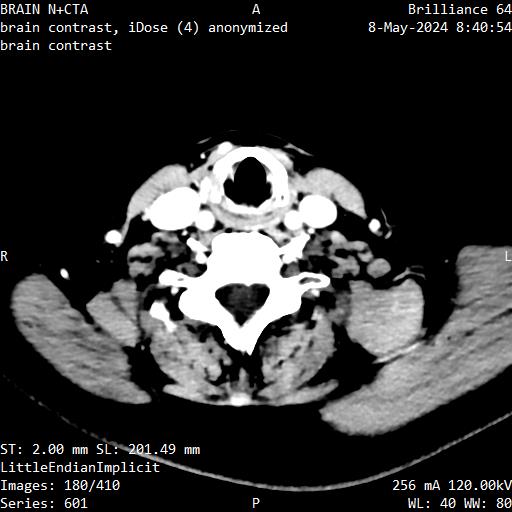 BRAIN N+CTA
A
Brilliance 64
brain contrast, iDose (4) anonymized
8-May-2024 8:40:54
brain contrast
R
L
ST: 2.00 mm SL: 201.49 mm
LittleEndianImplicit
Images: 180/410
256 mA 120.00kV
Series: 601
P
WL: 40 WW: 80